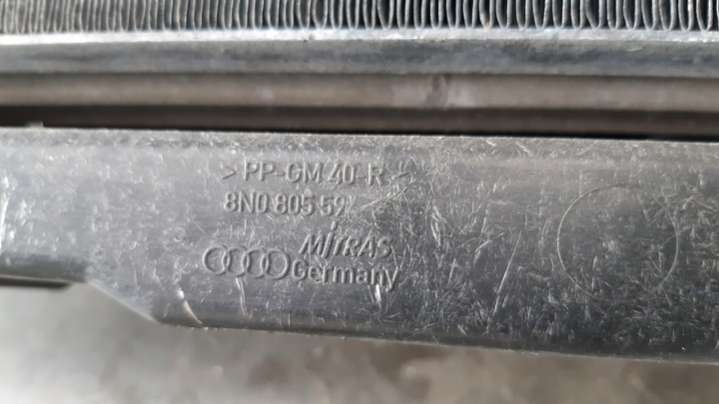 >PP-GM 40-R<
8N0 805 59
MITRAS
Germany